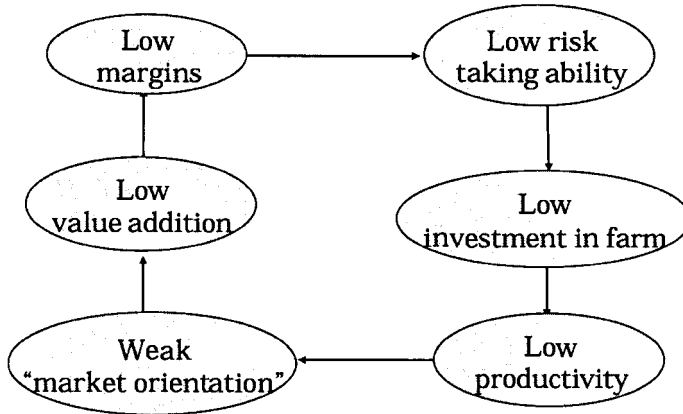 Low
margins
Low risk
taking ability
Low
value addition
Low
investment in farm
Weak
“market orientation”
Low
productivity